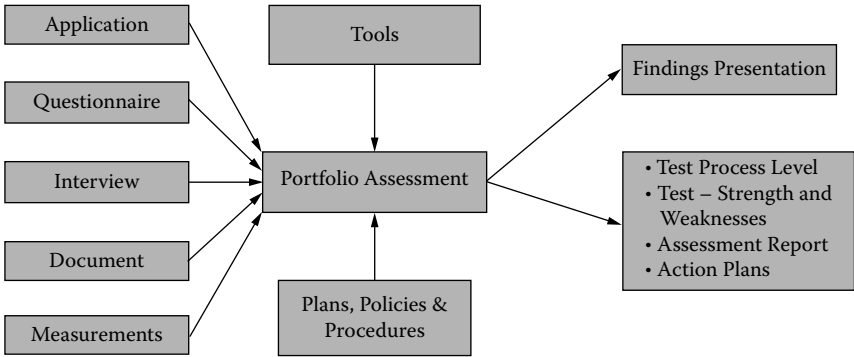 Application
Questionnaire
Interview
Document
Measurements
Tools
Portfolio Assessment
Plans, Policies &
Procedures
Findings Presentation
• Test Process Level
• Test – Strength and
Weaknesses
• Assessment Report
• Action Plans